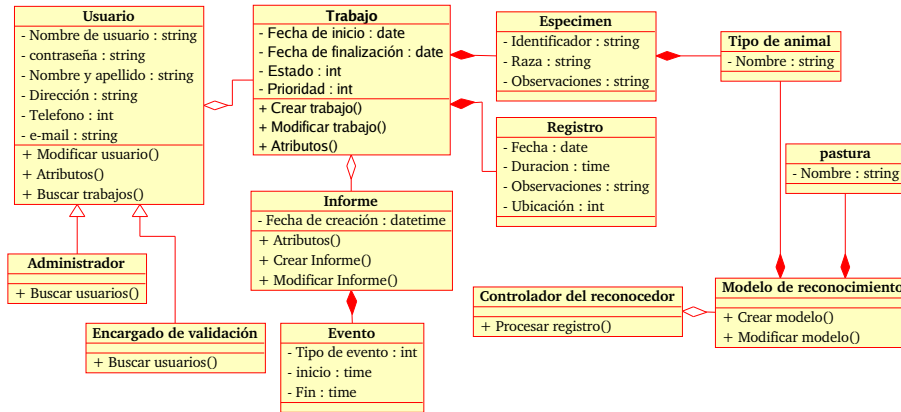 Usuario
- Nombre de usuario : string
- contraseña : string
- Nombre y apellido : string
- Dirección : string
- Telefono : int
- e-mail : string
+ Modificar usuario()
+ Atributos()
+ Buscar trabajos()
Trabajo
- Fecha de inicio : date
- Fecha de finalización : date
- Estado : int
- Prioridad : int
+ Crear trabajo()
+ Modificar trabajo()
+ Atributos()
Especimen
- Identificador : string
- Raza : string
- Observaciones : string
Tipo de animal
- Nombre : string
Registro
- Fecha : date
- Duracion : time
- Observaciones : string
- Ubicación : int
pastura
- Nombre : string
Informe
- Fecha de creación : datetime
+ Atributos()
+ Crear Informe()
+ Modificar Informe()
Administrador
+ Buscar usuarios()
Encargado de validación
+ Buscar usuarios()
Evento
- Tipo de evento : int
- inicio : time
- Fin : time
Controlador del reconocedor
+ Procesar registro()
Modelo de reconocimiento
+ Crear modelo()
+ Modificar modelo()